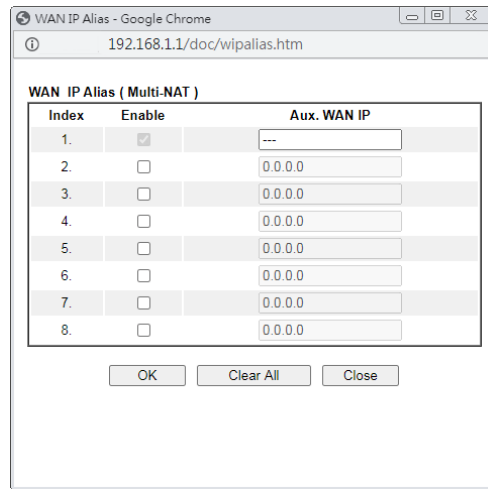 WAN IP Alias - Google Chrome
192.168.1.1/doc/wipalias.htm
WAN IP Alias ( Multi-NAT )
Index Enable Aux. WAN IP
1. ---
2. 0.0.0.0
3. 0.0.0.0
4. 0.0.0.0
5. 0.0.0.0
6. 0.0.0.0
7. 0.0.0.0
8. 0.0.0.0
OK Clear All Close